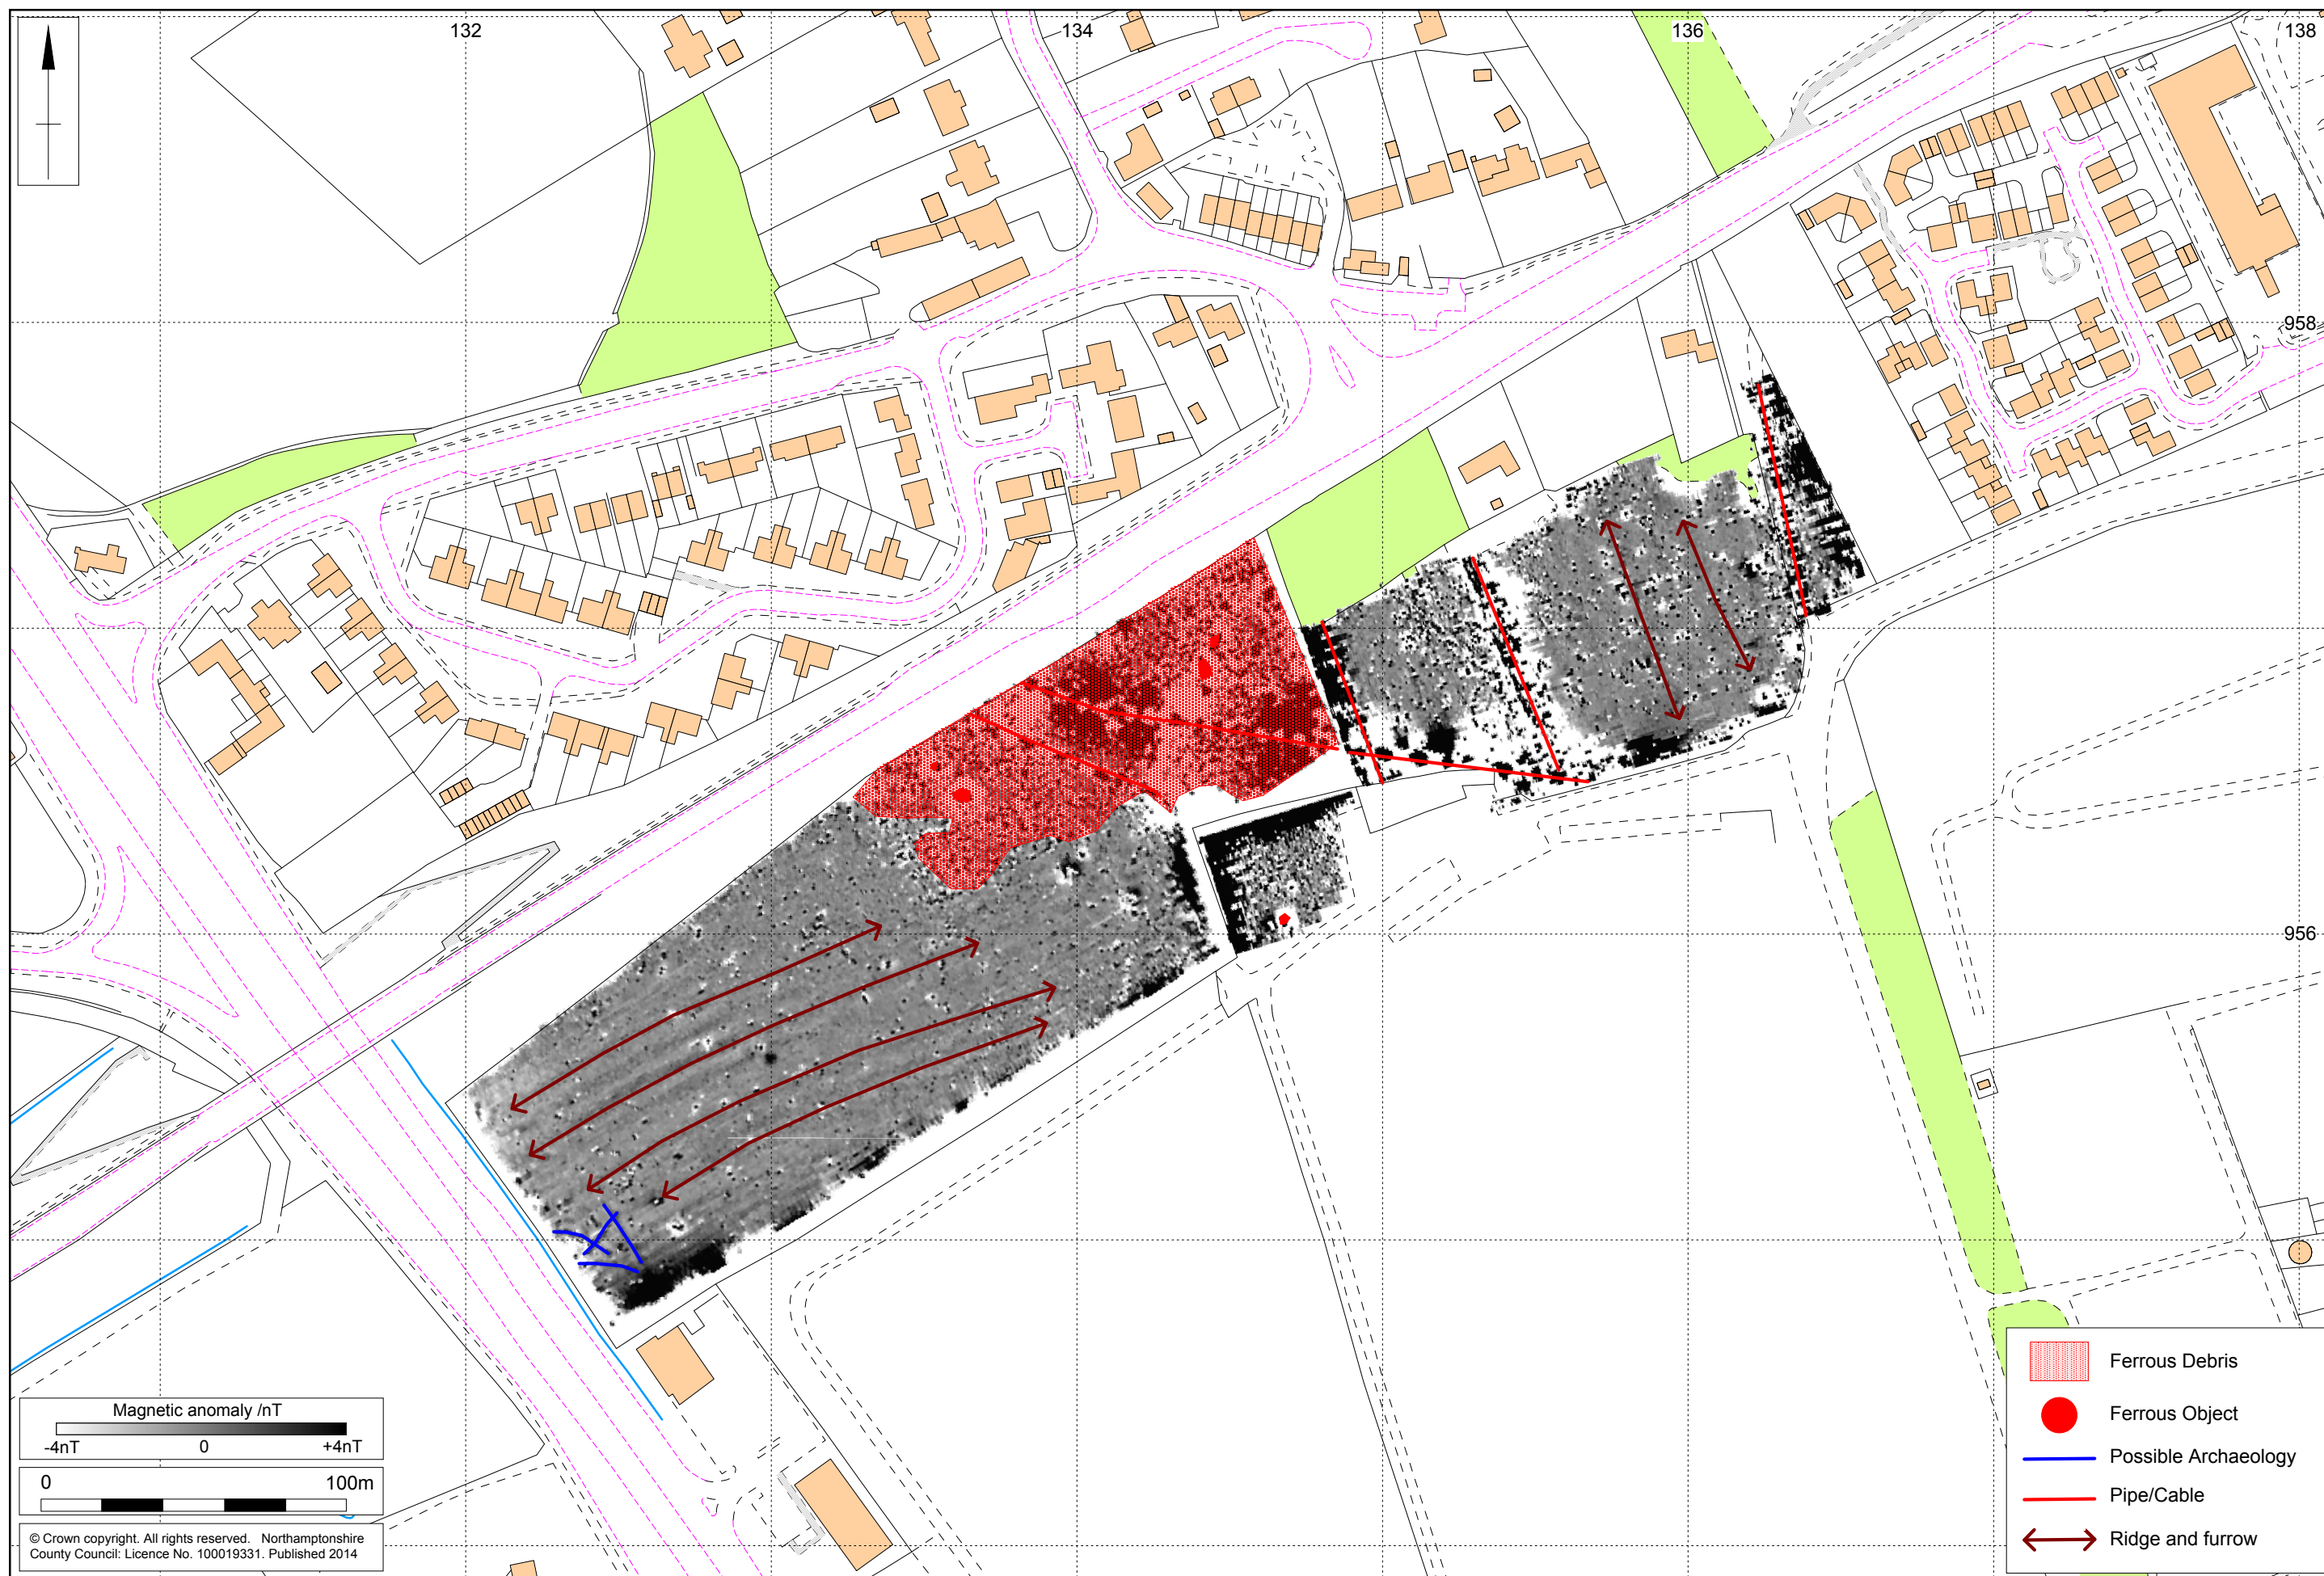 132
134
136
138
958
956
Magnetic anomaly /nT
-4nT 0 +4nT
0 100m
© Crown copyright. All rights reserved. Northamptonshire
County Council: Licence No. 100019331. Published 2014
Ferrous Debris
Ferrous Object
Possible Archaeology
Pipe/Cable
Ridge and furrow